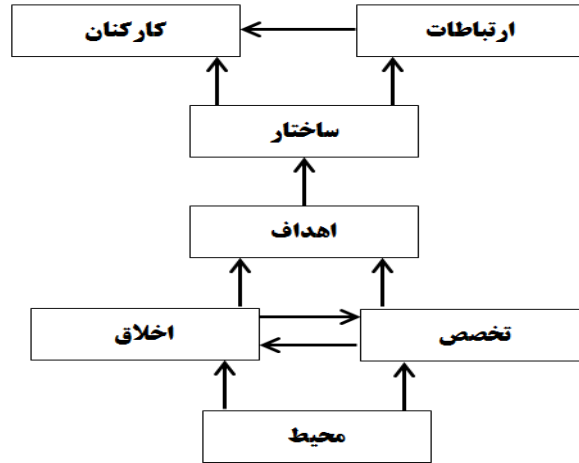 ارتباطات
کارکنان
ساختار
اهداف
تخصص
اخلاق
محیط